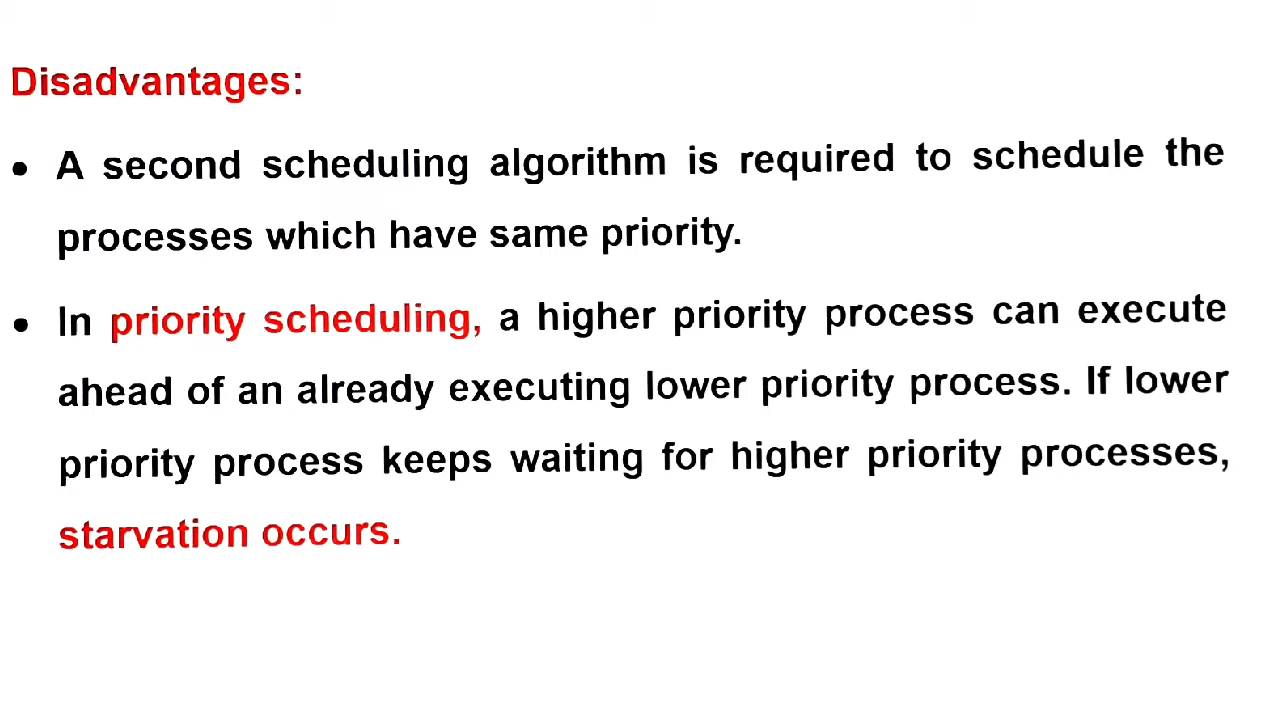 Disadvantages:
• A second scheduling algorithm is required to schedule the
processes which have same priority.
• In priority scheduling, a higher priority process can execute
ahead of an already executing lower priority process. If lower
priority process keeps waiting for higher priority processes,
starvation occurs.